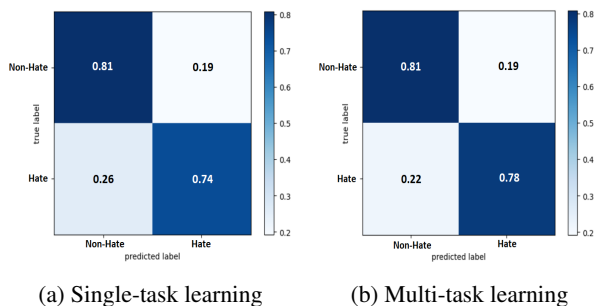 Non-Hate
Hate
true label
0.81
0.19
0.26
0.74
Non-Hate
Hate
predicted label
0.8
0.7
0.6
0.5
0.4
0.3
0.2
(a) Single-task learning
Non-Hate
Hate
true label
0.81
0.19
0.22
0.78
Non-Hate
Hate
predicted label
0.8
0.7
0.6
0.5
0.4
0.3
0.2
(b) Multi-task learning